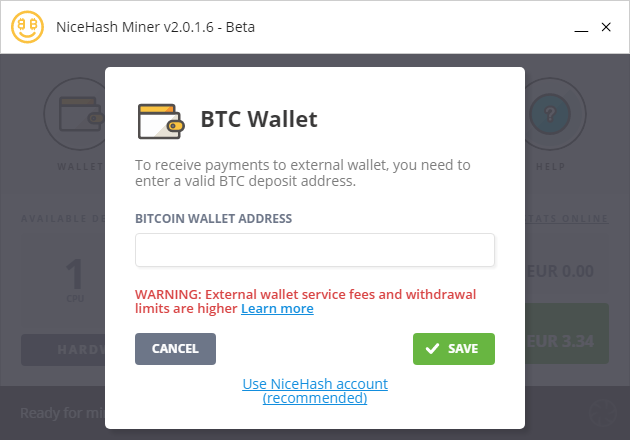 NiceHash Miner v2.0.1.6 - Beta
BTC Wallet
To receive payments to external wallet, you need to
enter a valid BTC deposit address.
BITCOIN WALLET ADDRESS
WARNING: External wallet service fees and withdrawal
limits are higher Learn more
CANCEL
SAVE
Use NiceHash account
(recommended)
WALLET
HELP
AVAILABLE
STATS ONLINE
1
CPU
EUR 0.00
EUR 3.34
Ready for